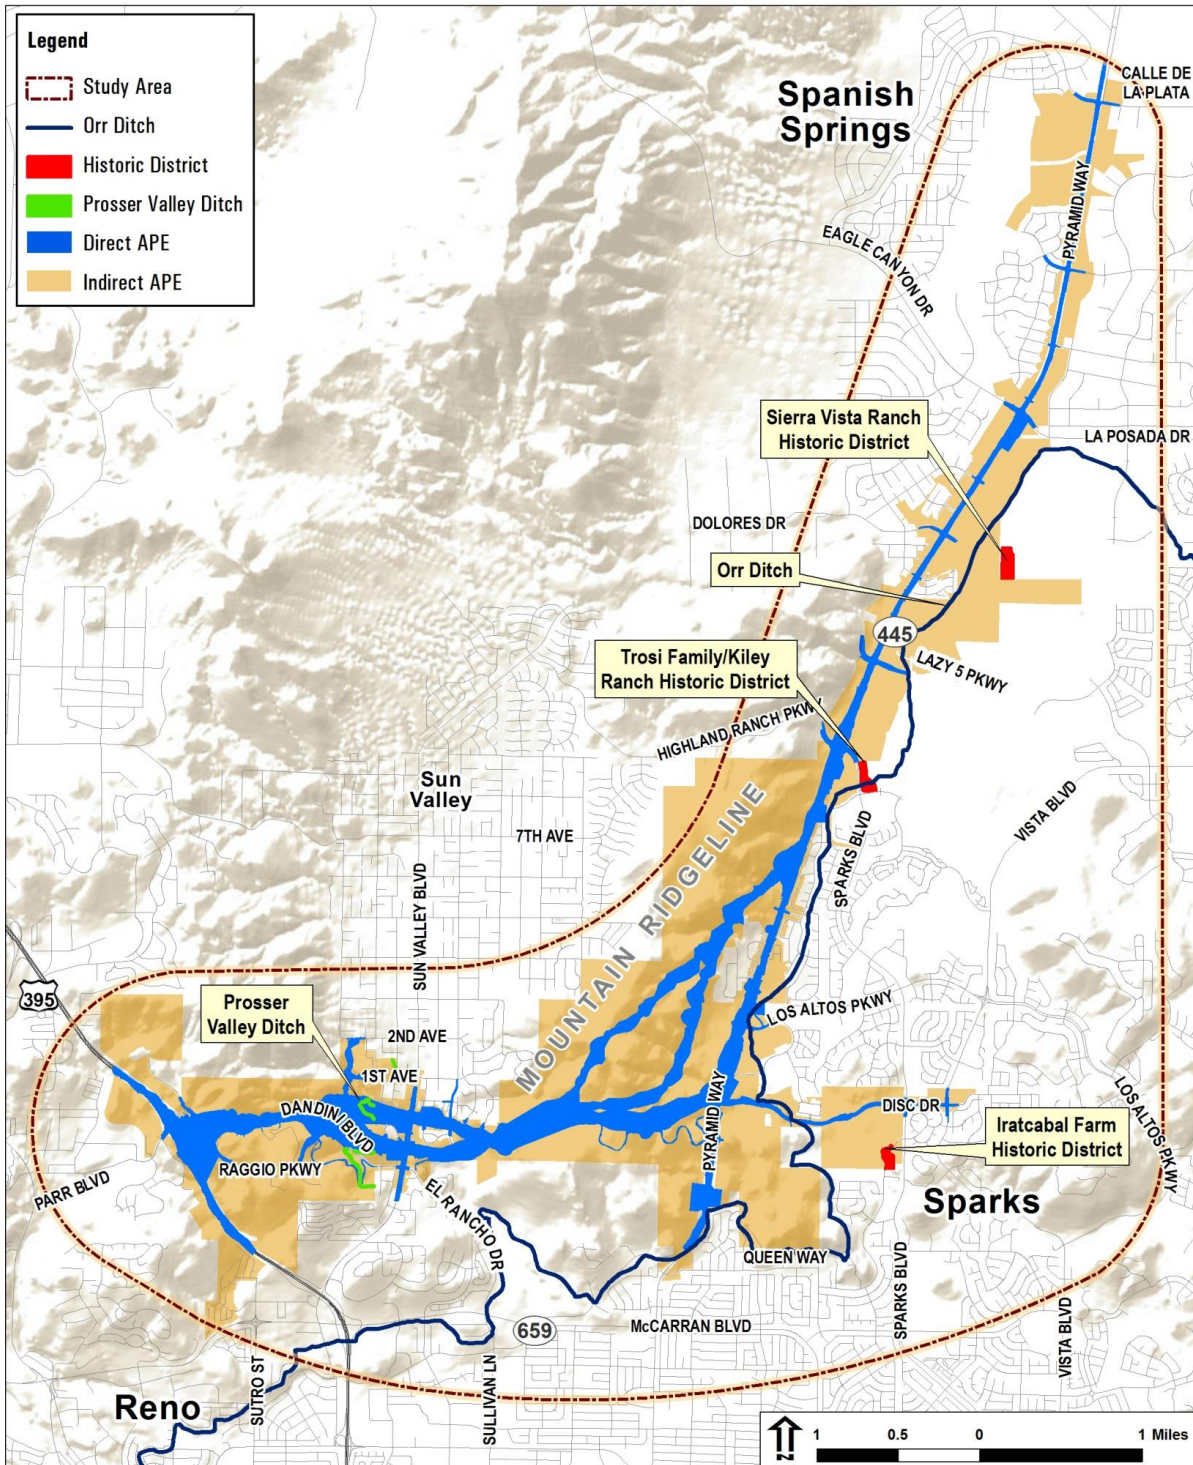 Legend
Study Area
Orr Ditch
Historic District
Prosser Valley Ditch
Direct APE
Indirect APE
Spanish
Springs
CALLE DE
LA PLATA
PYRAMID WAY
EAGLE CANYON DR
Sierra Vista Ranch
Historic District
LA POSADA DR
DOLORES DR
Orr Ditch
445
Trosi Family/Kiley
Ranch Historic District
LAZY 5 PKWY
HIGHLAND RANCH PKWY
Sun
Valley
7TH AVE
MOUNTAIN RIDGELINE
SPARKS BLVD
VISTA BLVD
SUN VALLEY BLVD
395
Prosser
Valley Ditch
2ND AVE
1ST AVE
LOS ALTOS PKWY
DANDINI BLVD
DISC DR
LOS ALTOS PKWY
Iratcabal Farm
Historic District
PYRAMID WAY
RAGGIO PKWY
PARR BLVD
EL RANCHO DR
Sparks
QUEEN WAY
SPARKS BLVD
659
McCARRAN BLVD
VISTA BLVD
SUTRO ST
SULLIVAN LN
Reno
N
1 0.5 0 1 Miles